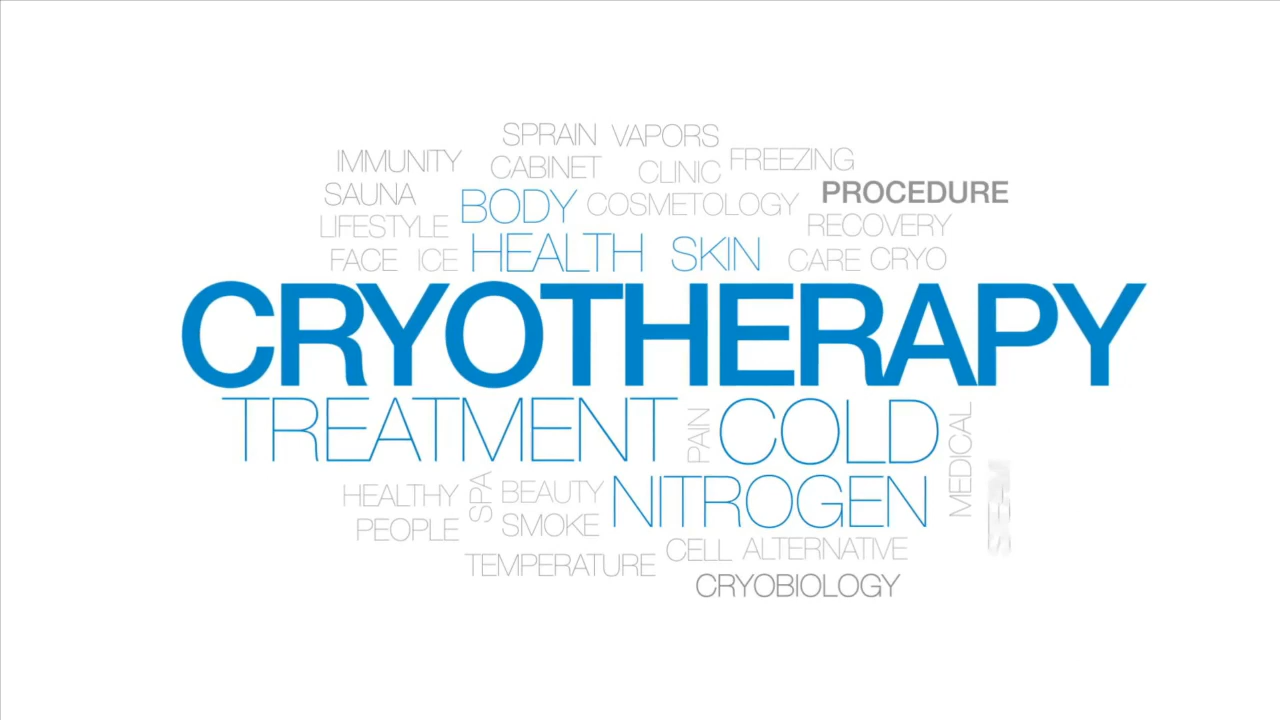 SPRAIN VAPORS
IMMUNITY CABINET CLINIC FREEZING
SAUNA BODY COSMETOLOGY PROCEDURE
LIFESTYLE RECOVERY
FACE ICE HEALTH SKIN CARE CRYO
CRYOTHERAPY
TREATMENT PAIN COLD MEDICAL
HEALTHY SPA BEAUTY NITROGEN STEAM
PEOPLE SMOKE
TEMPERATURE CELL ALTERNATIVE
CRYOBIOLOGY